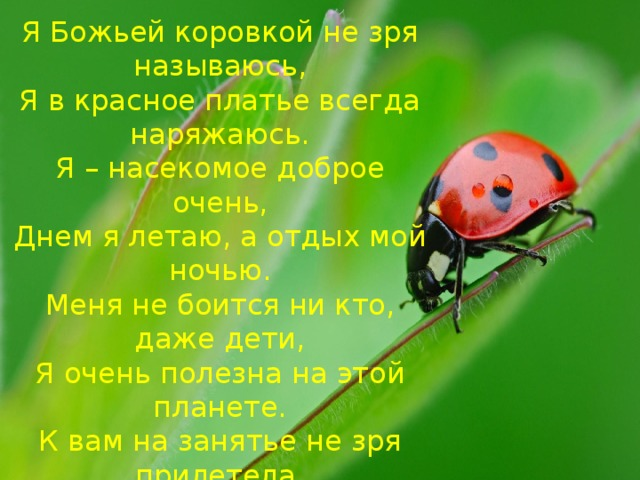 Я Божьей коровкой не зря
называюсь,
Я в красное платье всегда
наряжаюсь.
Я – насекомое доброе
очень,
Днем я летаю, а отдых мой
ночью.
Меня не боится ни кто,
даже дети,
Я очень полезна на этой
планете.
К вам на занятье не зря
прилетела